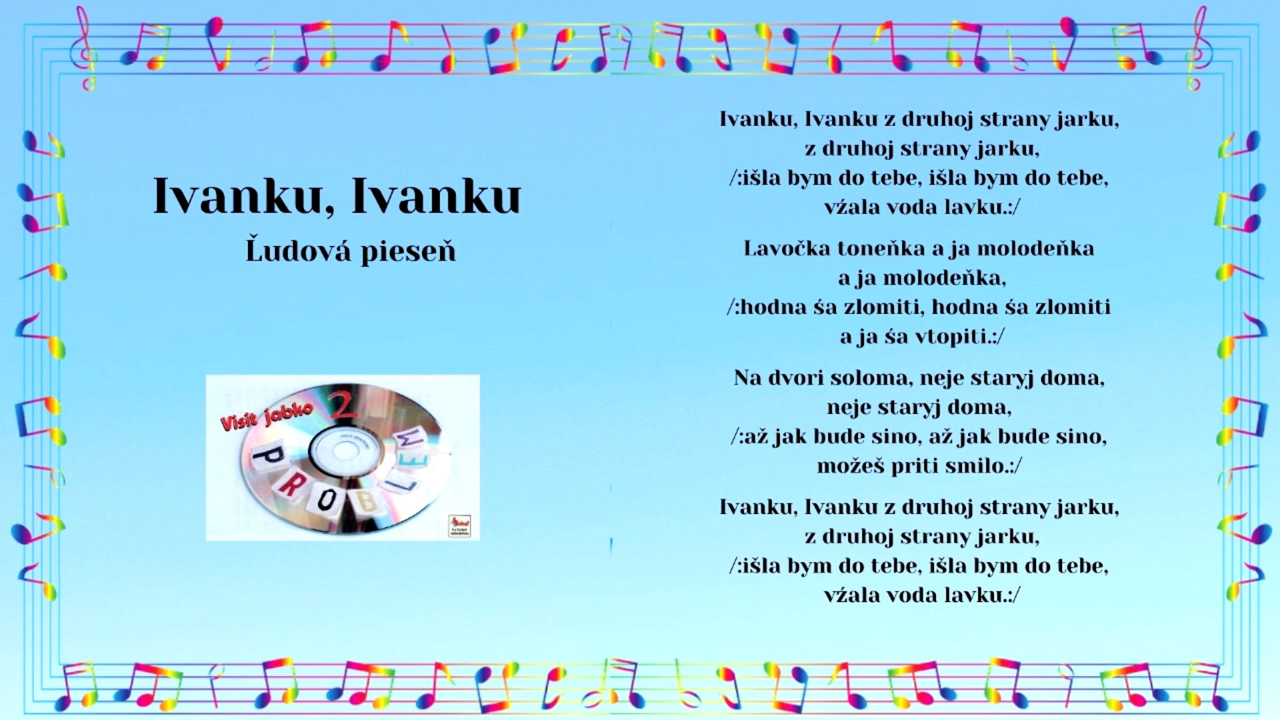 Ivanku, Ivanku
Ľudová pieseň
Visit jabko 2
PROBLEM
Ivanku, Ivanku z druhoj strany jarku,
z druhoj strany jarku,
/:išla bym do tebe, išla bym do tebe,
vźala voda lavku.:/
Lavočka toneňka a ja molodeňka
a ja molodeňka,
/:hodna śa zlomiti, hodna śa zlomiti
a ja śa vtopiti.:/
Na dvori soloma, neje staryj doma,
neje staryj doma,
/:až jak bude sino, až jak bude sino,
možeš priti smilo.:/
Ivanku, Ivanku z druhoj strany jarku,
z druhoj strany jarku,
/:išla bym do tebe, išla bym do tebe,
vźala voda lavku.:/